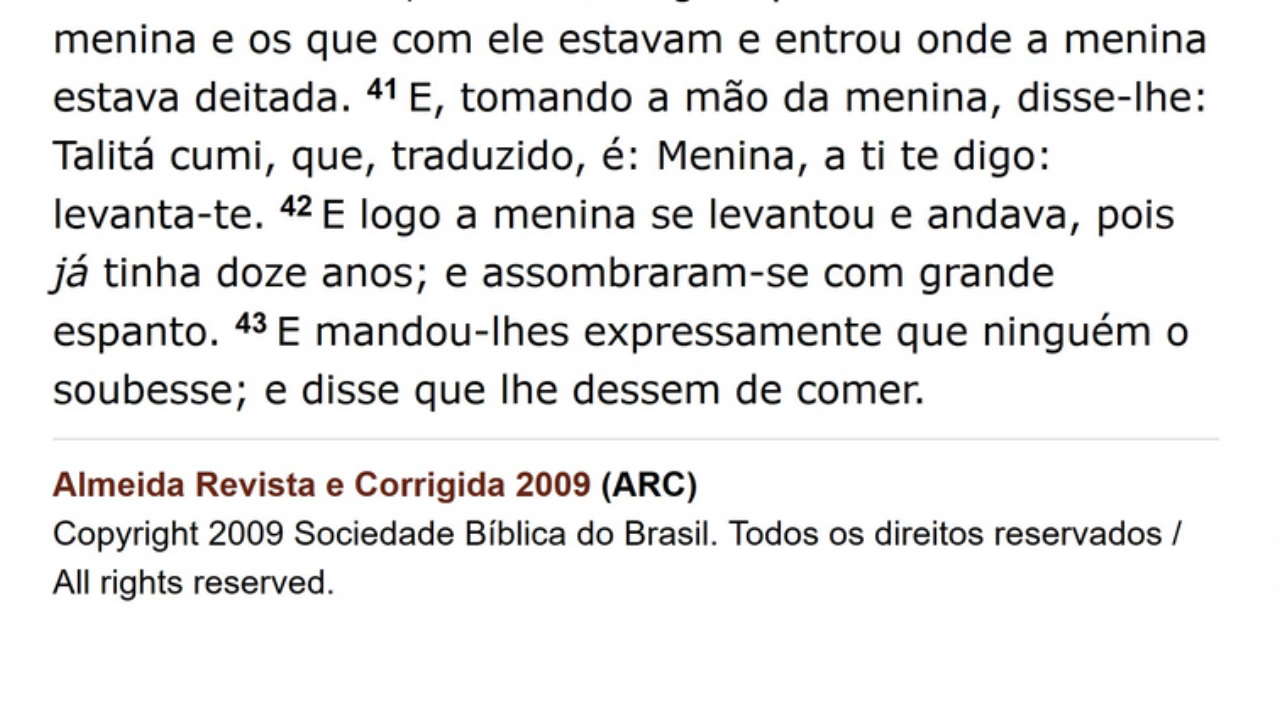 menina e os que com ele estavam e entrou onde a menina
estava deitada. 41 E, tomando a mão da menina, disse-lhe:
Talitá cumi, que, traduzido, é: Menina, a ti te digo:
levanta-te. 42 E logo a menina se levantou e andava, pois
já tinha doze anos; e assombraram-se com grande
espanto. 43 E mandou-lhes expressamente que ninguém o
soubesse; e disse que lhe dessem de comer.
Almeida Revista e Corrigida 2009 (ARC)
Copyright 2009 Sociedade Bíblica do Brasil. Todos os direitos reservados /
All rights reserved.